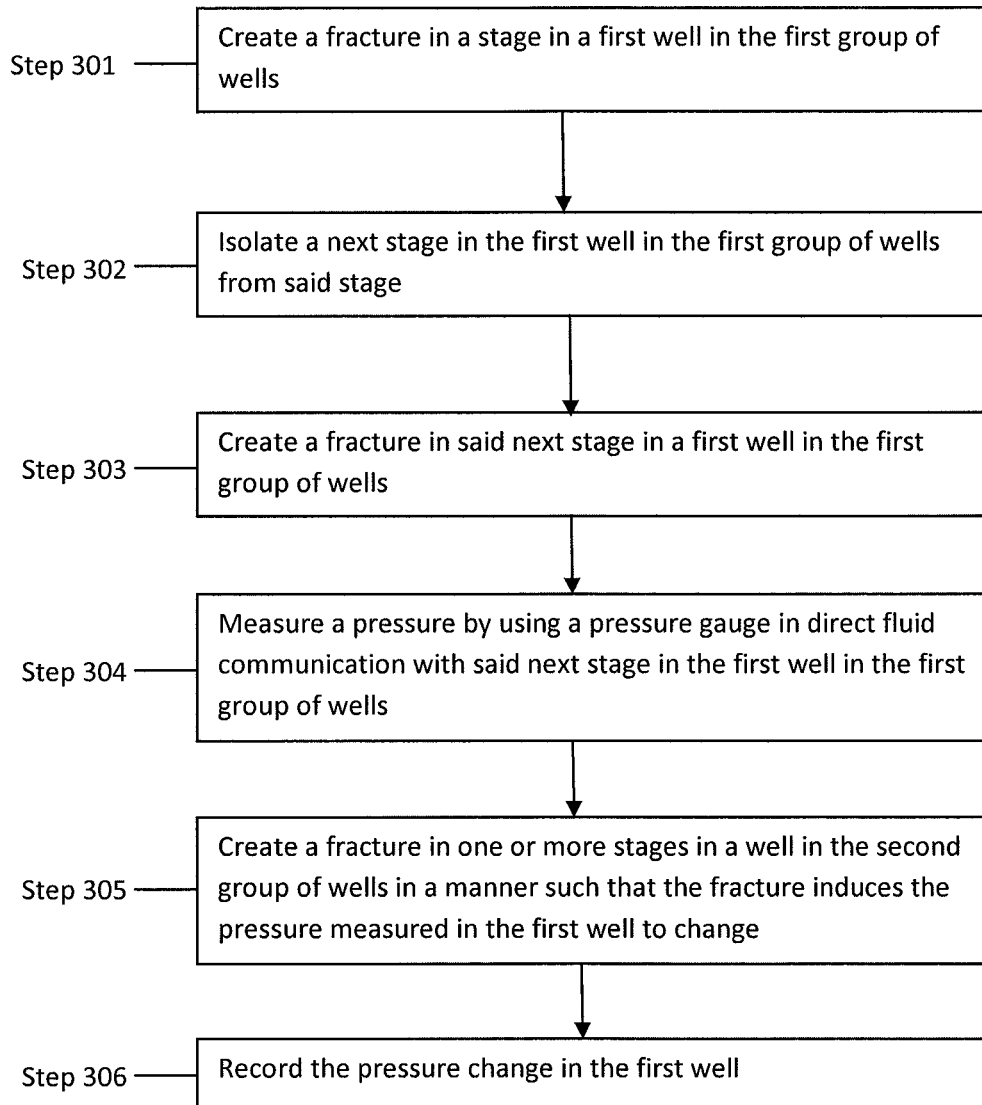 Step 301
Create a fracture in a stage in a first well in the first group of
wells
Step 302
Isolate a next stage in the first well in the first group of wells
from said stage
Step 303
Create a fracture in said next stage in a first well in the first
group of wells
Step 304
Measure a pressure by using a pressure gauge in direct fluid
communication with said next stage in the first well in the first
group of wells
Step 305
Create a fracture in one or more stages in a well in the second
group of wells in a manner such that the fracture induces the
pressure measured in the first well to change
Step 306
Record the pressure change in the first well